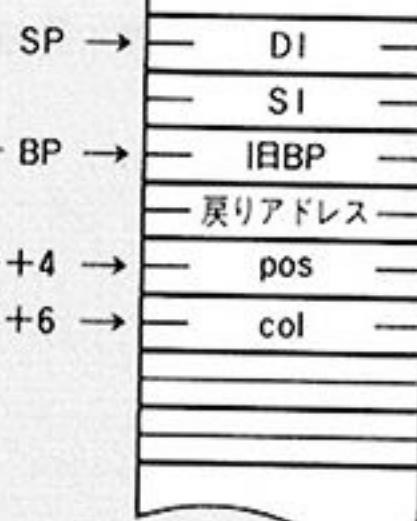 SP → DI
SI
BP → 旧BP
戻りアドレス
+4 → pos
+6 → col